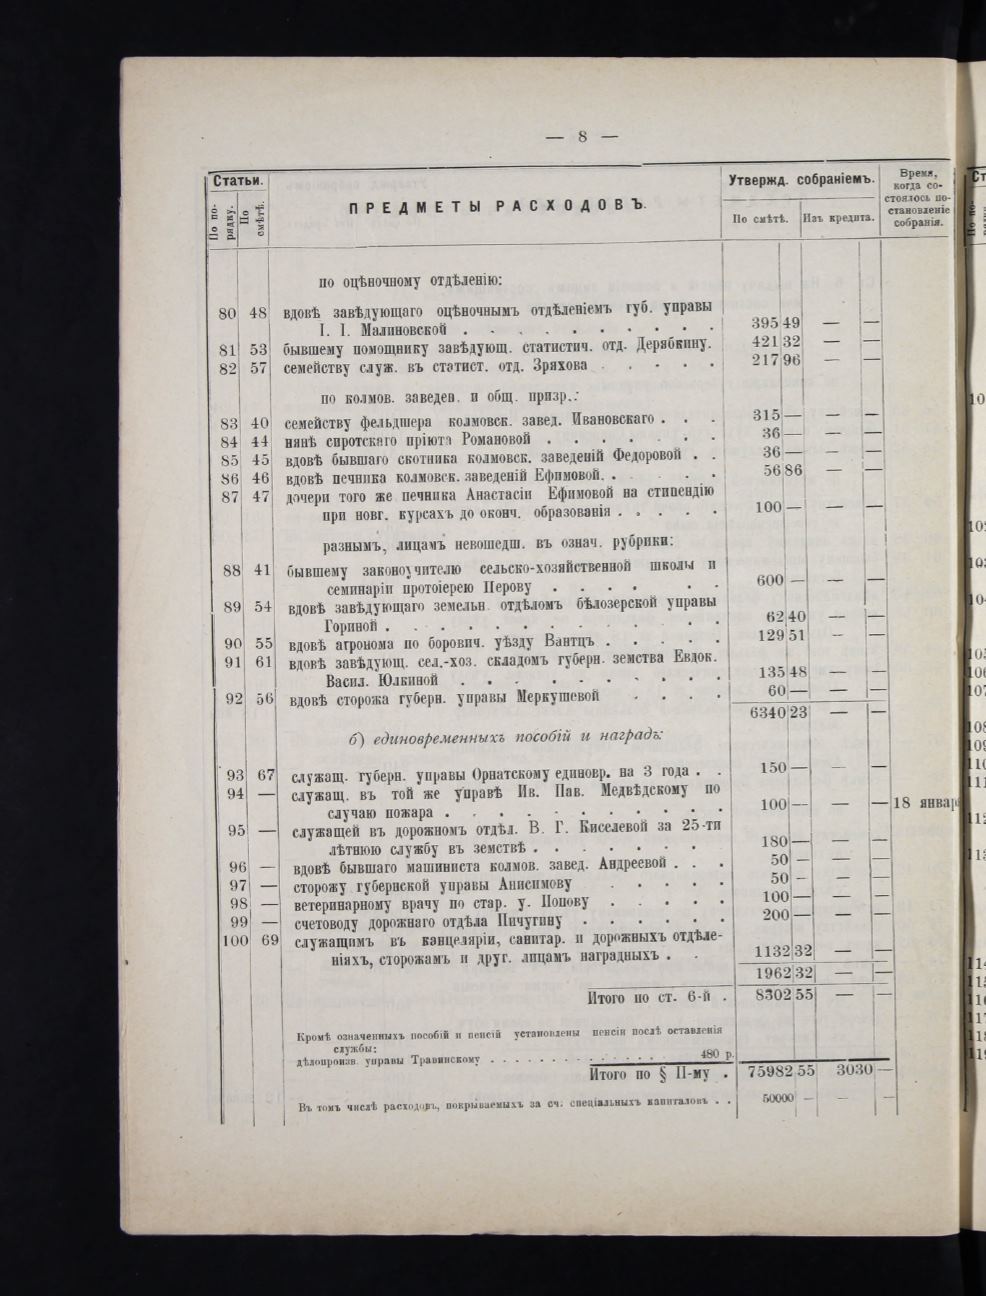 — 8 —
Статьи.
По по-
рядку.
По
смѣтѣ.
ПРЕДМЕТЫ РАСХОДОВЪ.
Утвержд. собраніемъ.
По смѣтѣ.
Изъ кредита.
Время,
когда со-
стоялось по-
становленіе
собранія.
по оцѣночному отдѣленію:
80 48 вдовѣ завѣдующаго оцѣночнымъ отдѣленіемъ губ. управы
І. І. Малиновской . . . . . . . . . . 395 49 — —
81 53 бывшему помощнику завѣдующ. статистич. отд. Дерябкину. 421 32 — —
82 57 семейству служ. въ статист. отд. Зряхова . . . . . 217 96 — —
по колмов. заведен. и общ. призр.:
83 40 семейству фельдшера колмовск. завед. Ивановскаго . . . 315 — — —
84 44 нянѣ сиротскаго пріюта Романовой . . . . . . . 36 — — —
85 45 вдовѣ бывшаго скотника колмовск. заведеній Федоровой . . 36 — — —
86 46 вдовѣ печника колмовск. заведеній Ефимовой. . . . . . 56 86 — —
87 47 дочери того же печника Анастасіи Ефимовой на стипендію
при новг. курсахъ до оконч. образованія . . . . . 100 — — —
разнымъ, лицамъ невошедш. въ означ. рубрики:
88 41 бывшему законоучителю сельско-хозяйственной школы и
семинаріи протоіерею Перову . . . . . . 600 — — —
89 54 вдовѣ завѣдующаго земельн. отдѣломъ бѣлозерской управы
Гориной . . . . . . . . . . . . 62 40 — —
90 55 вдовѣ агронома по борович. уѣзду Вантцъ . . . . . 129 51 — —
91 61 вдовѣ завѣдующ. сел.-хоз. складомъ губерн. земства Евдок.
Васил. Юлкиной . . . . . . . . . . 135 48 — —
92 56 вдовѣ сторожа губерн. управы Меркушевой . . . . 60 — — —
6340 23 — —
б) единовременныхъ пособій и наградъ:
93 67 служащ. губерн. управы Орнатскому единовр. на 3 года . . 150 — — —
94 — служащ. въ той же управѣ Ив. Пав. Медвѣдскому по
случаю пожара . . . . . . . . . 100 — — — 18 январ
95 — служащей въ дорожномъ отдѣл. В. Г. Киселевой за 25-ти
лѣтнюю службу въ земствѣ . . . . . . . 180 — — —
96 — вдовѣ бывшаго машиниста колмов. завед. Андреевой . . . 50 — — —
97 — сторожу губернской управы Анисимову . . . . . 50 — — —
98 — ветеринарному врачу по стар. у. Попову . . . . . 100 — — —
99 — счетоводу дорожнаго отдѣла Пичугину . . . . . . 200 — — —
100 69 служащимъ въ канцеляріи, санитар. и дорожныхъ отдѣле-
ніяхъ, сторожамъ и друг. лицамъ наградныхъ . . . 1132 32 — —
1962 32 — —
Итого по ст. 6-й . 8302 55 — —
Кромѣ означенныхъ пособій и пенсій установлены пенсіи послѣ оставленія
службы:
дѣлопроизв. управы Травинскому . . . . . . . . . . . . 480 р.
Итого по § II-му . 75982 55 3030 —
Въ томъ числѣ расходовъ, покрываемыхъ за сч. спеціальныхъ капиталовъ . . 50000 — — —